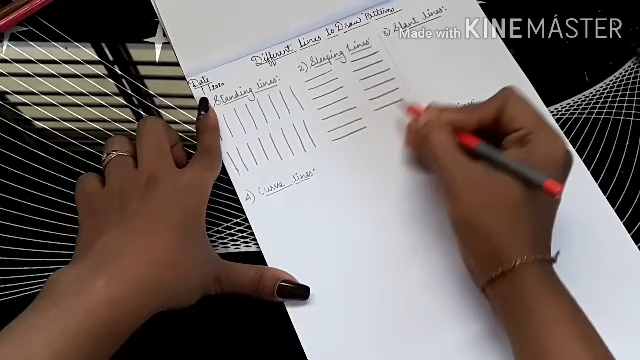 Made with KINEMASTER
Different Lines to Draw Patterns
Date
1) Standing lines:
2) Sleeping Lines:
3) Slant lines:
4) Curve lines: